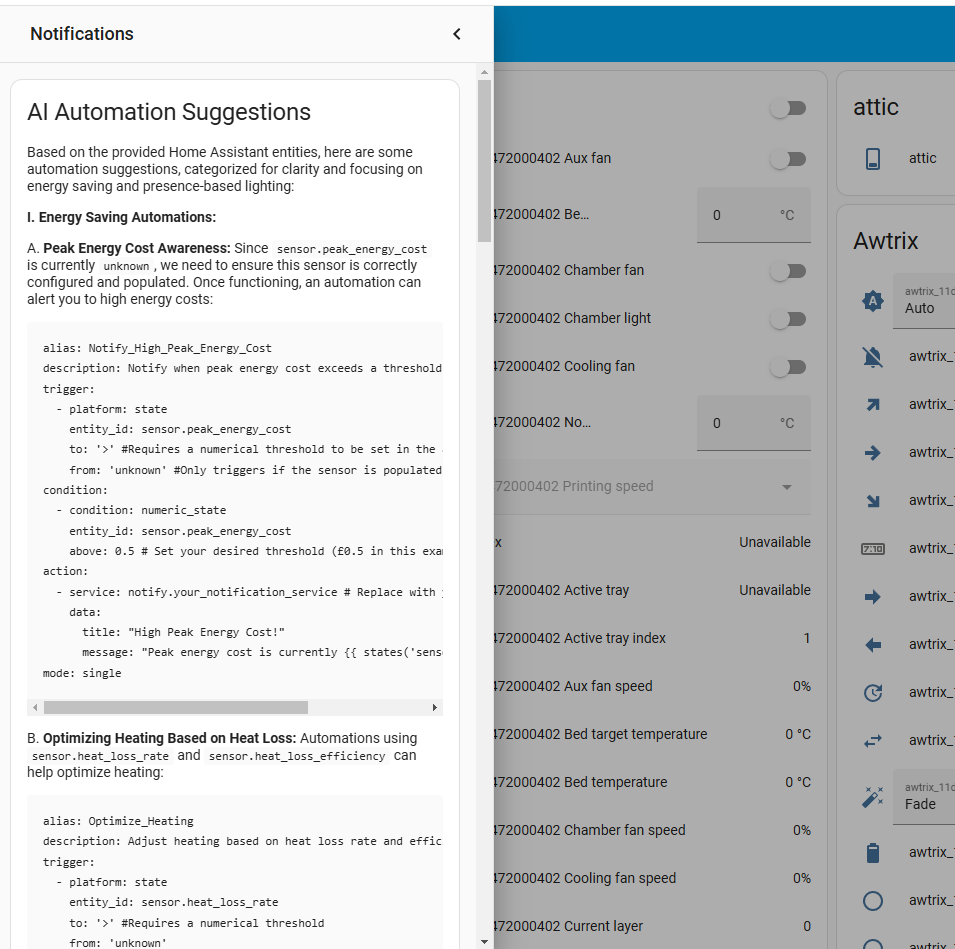 Notifications
AI Automation Suggestions
Based on the provided Home Assistant entities, here are some
automation suggestions, categorized for clarity and focusing on
energy saving and presence-based lighting:
I. Energy Saving Automations:
A. Peak Energy Cost Awareness: Since sensor.peak_energy_cost
is currently unknown , we need to ensure this sensor is correctly
configured and populated. Once functioning, an automation can
alert you to high energy costs:
alias: Notify_High_Peak_Energy_Cost
description: Notify when peak energy cost exceeds a threshold
trigger:
- platform: state
entity_id: sensor.peak_energy_cost
to: '>' #Requires a numerical threshold to be set in the
from: 'unknown' #Only triggers if the sensor is populated
condition:
- condition: numeric_state
entity_id: sensor.peak_energy_cost
above: 0.5 # Set your desired threshold (£0.5 in this exa
action:
- service: notify.your_notification_service # Replace with
data:
title: "High Peak Energy Cost!"
message: "Peak energy cost is currently {{ states('sens
mode: single
B. Optimizing Heating Based on Heat Loss: Automations using
sensor.heat_loss_rate and sensor.heat_loss_efficiency can
help optimize heating:
alias: Optimize_Heating
description: Adjust heating based on heat loss rate and effic
trigger:
- platform: state
entity_id: sensor.heat_loss_rate
to: '>' #Requires a numerical threshold
from: 'unknown'
472000402 Aux fan
472000402 Be... 0 °C
472000402 Chamber fan
472000402 Chamber light
472000402 Cooling fan
472000402 No... 0 °C
472000402 Printing speed
x Unavailable
472000402 Active tray Unavailable
472000402 Active tray index 1
472000402 Aux fan speed 0%
472000402 Bed target temperature 0 °C
472000402 Bed temperature 0 °C
472000402 Chamber fan speed 0%
472000402 Cooling fan speed 0%
472000402 Current layer 0
attic
attic
Awtrix
A
awtrix_11
Auto
awtrix_
awtrix_
awtrix_
awtrix_
7:10 awtrix_
awtrix_
awtrix_
awtrix_
awtrix_
awtrix_11
Fade
awtrix_
awtrix_
awtrix_